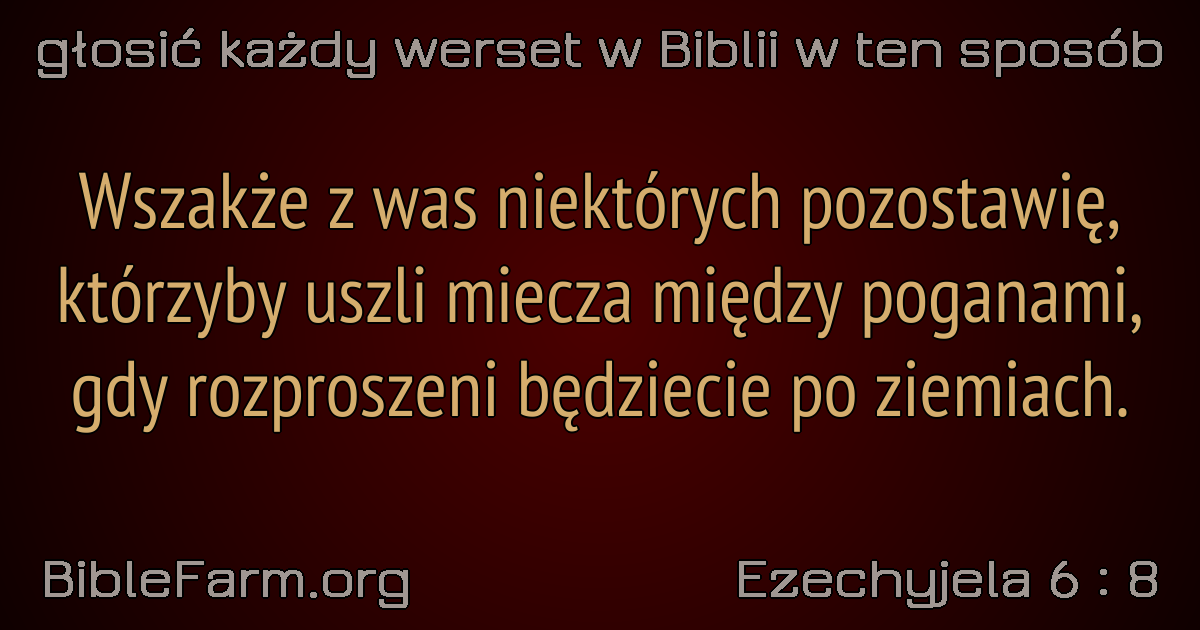 głosić każdy werset w Biblii w ten sposób
Wszakże z was niektórych pozostawię,
którzyby uszli miecza między poganami,
gdy rozproszeni będziecie po ziemiach.
BibleFarm.org
Ezechyjela 6 : 8